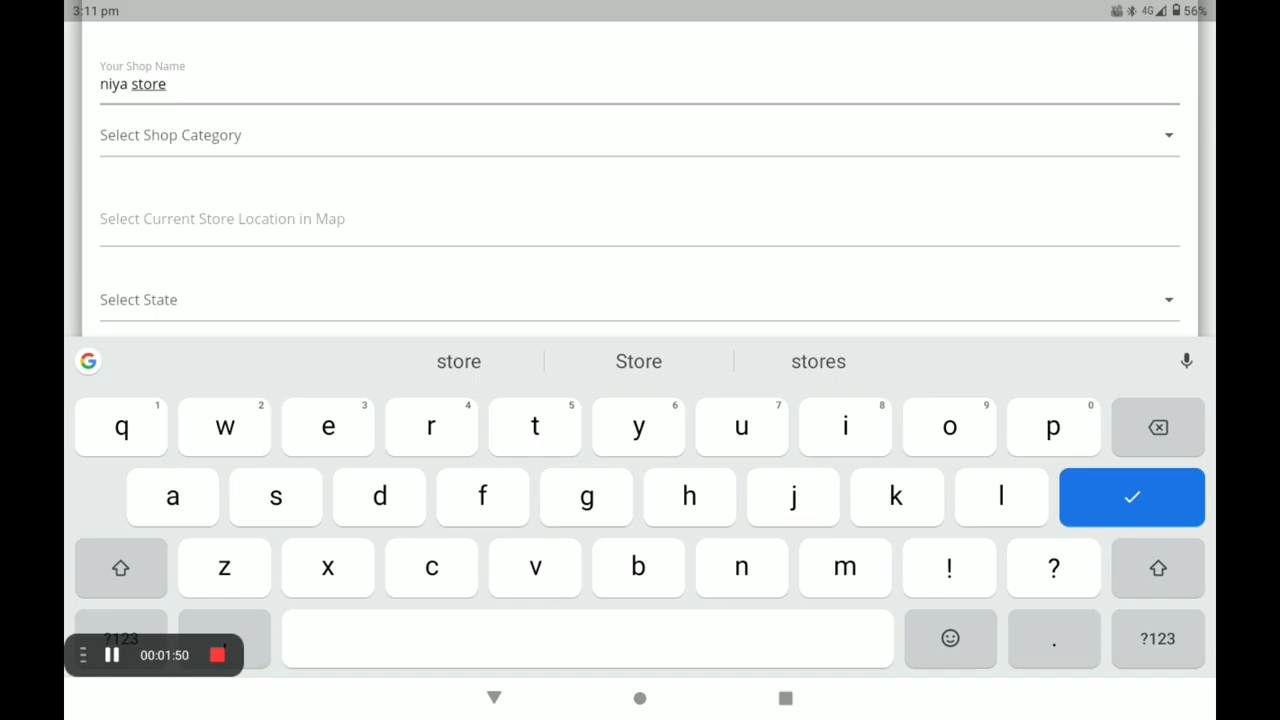 3:11 pm 4G 56%
Your Shop Name
niya store
Select Shop Category
Select Current Store Location in Map
Select State
store Store stores
q 1 w 2 e 3 r 4 t 5 y 6 u 7 i 8 o 9 p 0
a s d f g h j k l
z x c v b n m ! ?
?123 , . ?123
00:01:50